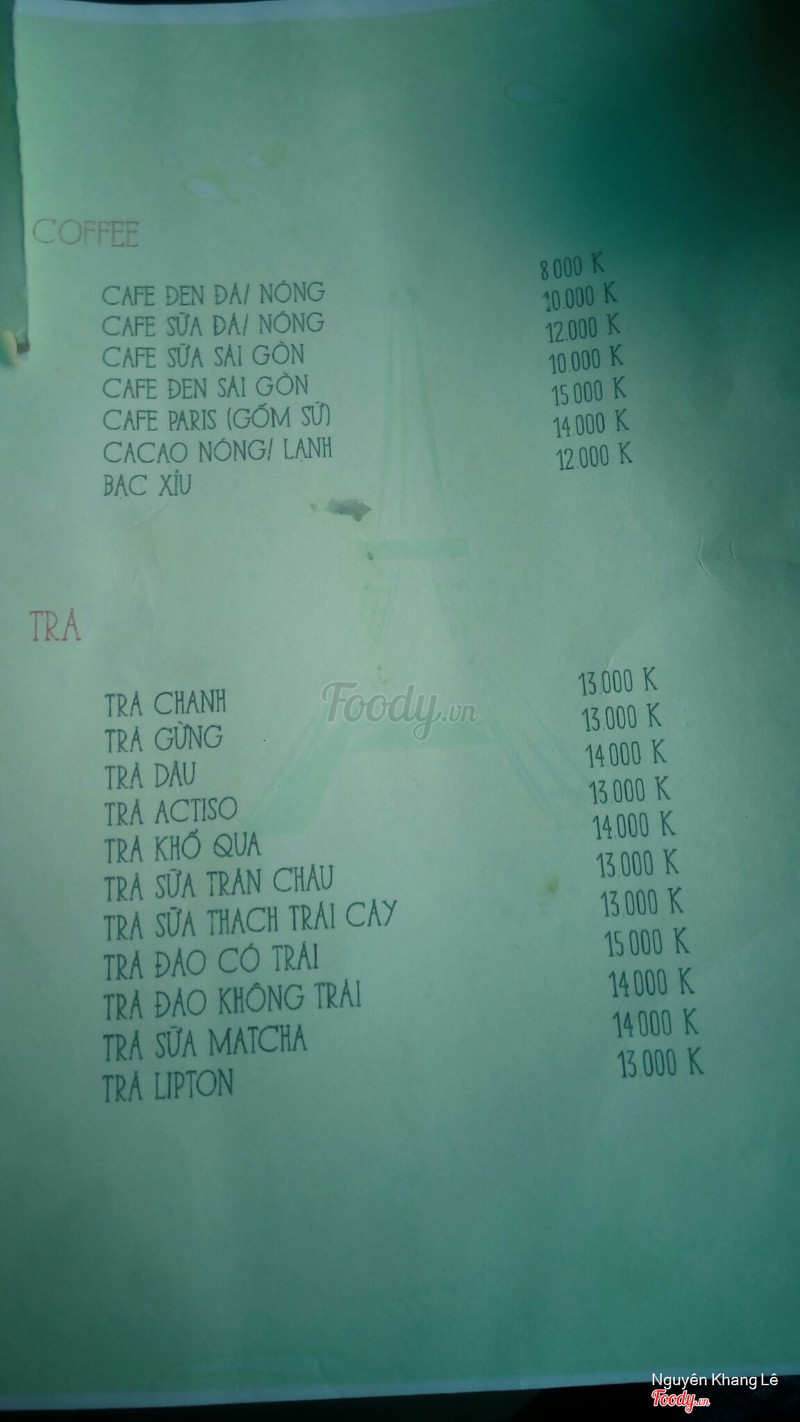 COFFEE
CAFE ĐEN ĐÁ/ NÓNG 8.000 K
CAFE SỮA ĐÁ/ NÓNG 10.000 K
CAFE SỮA SÀI GÒN 12.000 K
CAFE ĐEN SÀI GÒN 10.000 K
CAFE PARIS (GỐM SỨ) 15.000 K
CACAO NÓNG/ LẠNH 14.000 K
BẠC XỈU 12.000 K
TRÀ
TRÀ CHANH 13.000 K
TRÀ GỪNG 13.000 K
TRÀ DÂU 14.000 K
TRÀ ACTISO 13.000 K
TRÀ KHỔ QUA 14.000 K
TRÀ SỮA TRÂN CHÂU 13.000 K
TRÀ SỮA THẠCH TRÁI CÂY 13.000 K
TRÀ ĐÀO CÓ TRÁI 15.000 K
TRÀ ĐÀO KHÔNG TRÁI 14.000 K
TRÀ SỮA MATCHA 14.000 K
TRÀ LIPTON 13.000 K
Foody.vn
Nguyên Khang Lê
Foody.vn